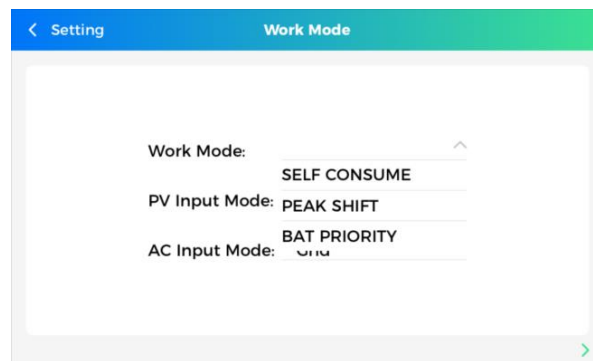 Setting
Work Mode
Work Mode:
SELF CONSUME
PV Input Mode:
PEAK SHIFT
BAT PRIORITY
AC Input Mode: